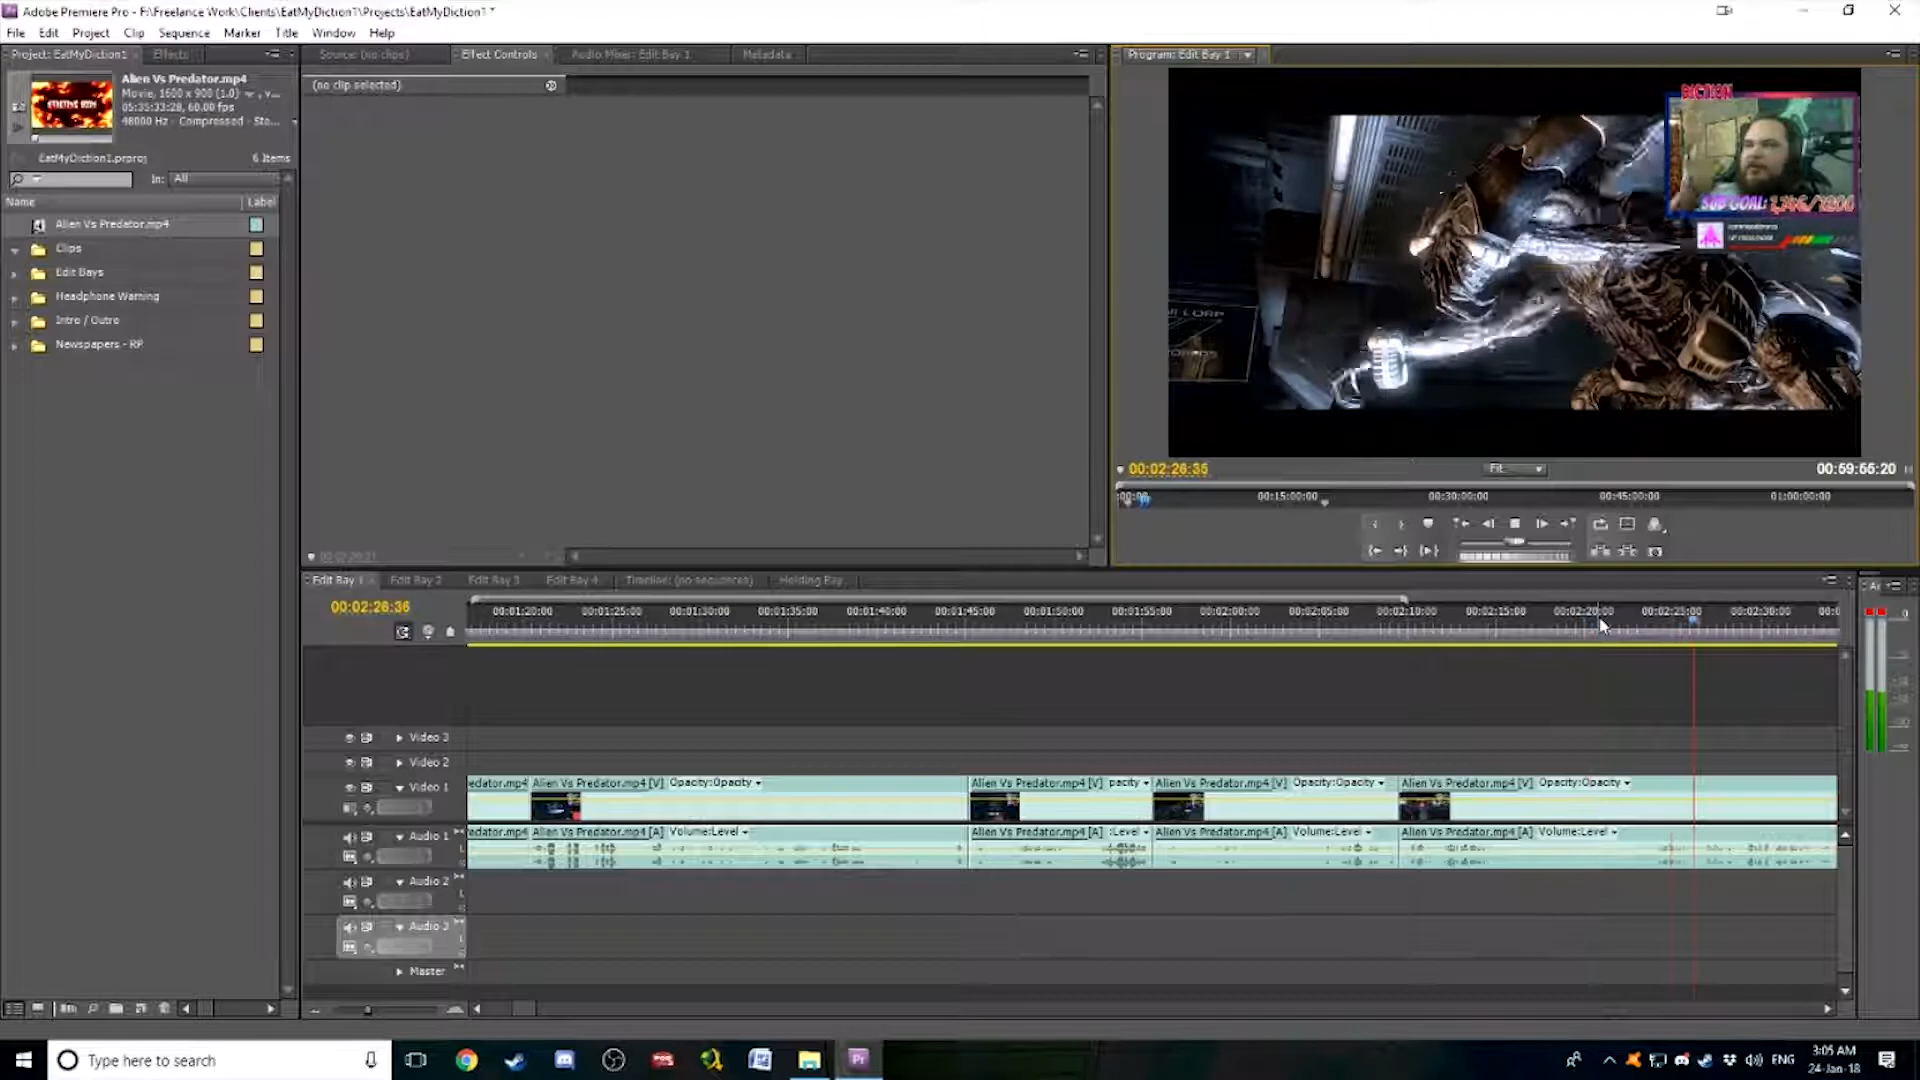 Adobe Premiere Pro - F:\Freelance Work\Clients\EatMyDiction1\Projects\EatMyDiction1 *
File Edit Project Clip Sequence Marker Title Window Help
Project: EatMyDiction1 Effects
Source: (no clips) Effect Controls Audio Mixer: Edit Bay 1 Metadata
Program: Edit Bay 1
Alien Vs Predator.mp4
Movie, 1600 x 900 (1.0)
05:35:33:28, 60.00 fps
48000 Hz - Compressed - Ste...
(no clip selected)
EatMyDiction1.prproj 6 Items
In: All
Name Label
Alien Vs Predator.mp4
Clips
Edit Bays
Headphone Warning
Intro / Outro
Newspapers - RP
DICTION
SUB GOAL:
00:02:26:35 Fit 00:59:55:20
00:15:00:00 00:30:00:00 00:45:00:00 01:00:00:00
Edit Bay 1 Edit Bay 2 Edit Bay 3 Edit Bay 4 Timeline: (no sequences) Holding Bay
00:02:26:36
00:01:20:00 00:01:25:00 00:01:30:00 00:01:35:00 00:01:40:00 00:01:45:00 00:01:50:00 00:01:55:00 00:02:00:00 00:02:05:00 00:02:10:00 00:02:15:00 00:02:20:00 00:02:25:00 00:02:30:00
Video 3
Video 2
Video 1 edator.mp4 Alien Vs Predator.mp4 [V] Opacity:Opacity Alien Vs Predator.mp4 [V] pacity Alien Vs Predator.mp4 [V] Opacity:Opacity Alien Vs Predator.mp4 [V] Opacity:Opacity
Audio 1 edator.mp4 Alien Vs Predator.mp4 [A] Volume:Level Alien Vs Predator.mp4 [A] :Level Alien Vs Predator.mp4 [A] Volume:Level Alien Vs Predator.mp4 [A] Volume:Level
Audio 2
Audio 3
Master
Type here to search
Pr
ENG
3:05 AM
24-Jan-18